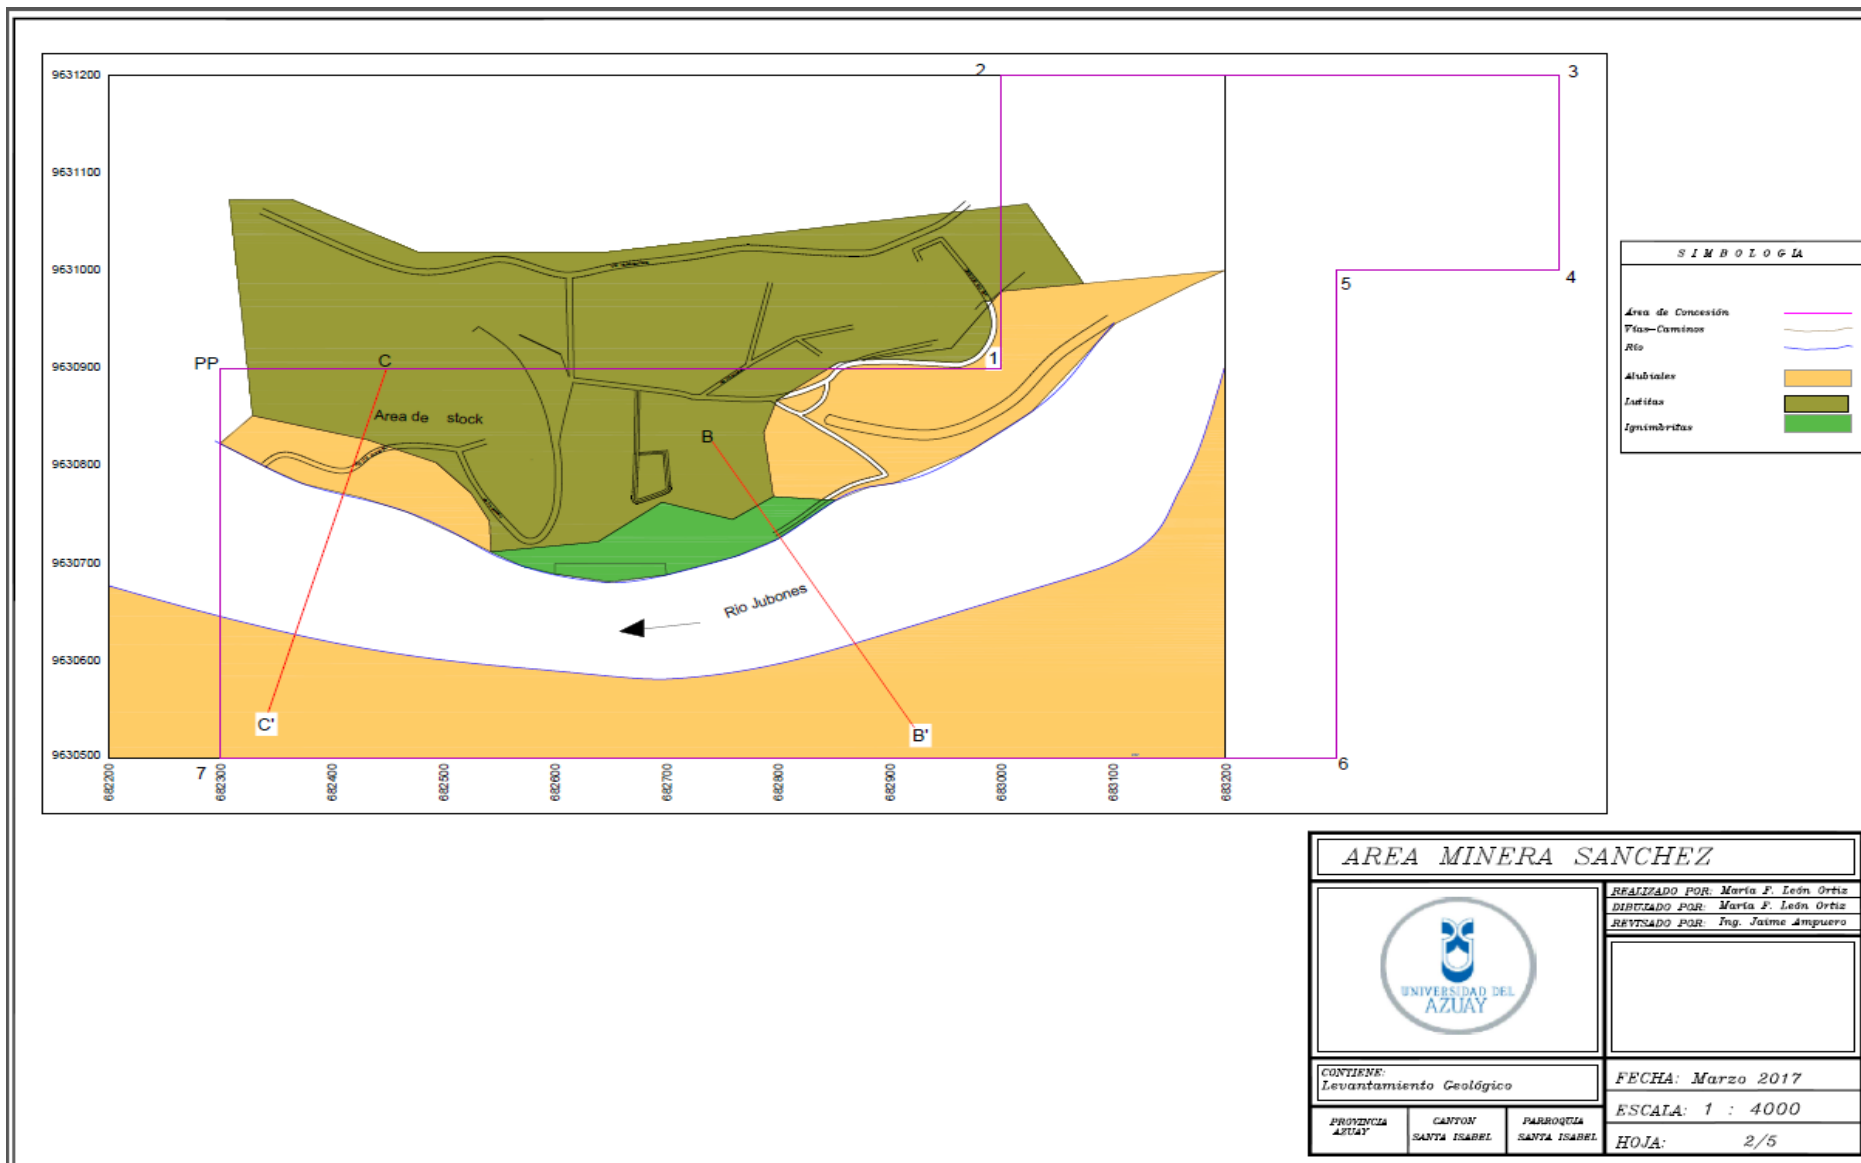 9631200
9631100
9631000
9630900
9630800
9630700
9630600
9630500
2
3
4
5
PP
C
1
Area de stock
B
Rio Jubones
C'
B'
7
6
682200
682300
682400
682500
682600
682700
682800
682900
683000
683100
683200
SIMBOLOGIA
Área de Concesión
Vías-Caminos
Río
Alubiales
Lutitas
Ignimbritas
AREA MINERA SANCHEZ
REALIZADO POR: María F. León Ortiz
DIBUJADO POR: María F. León Ortiz
REVISADO POR: Ing. Jaime Ampuero
UNIVERSIDAD DEL
AZUAY
CONTIENE:
Levantamiento Geológico
FECHA: Marzo 2017
ESCALA: 1 : 4000
HOJA: 2/5
PROVINCIA
AZUAY
CANTON
SANTA ISABEL
PARROQUIA
SANTA ISABEL